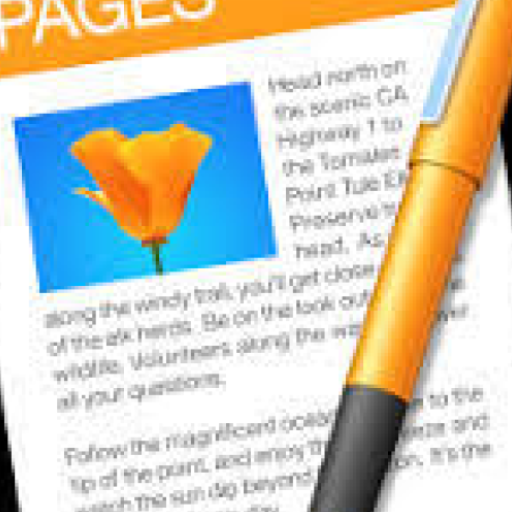 PAGES
Head north on
the scenic CA
Highway 1 to
the Tomales
Point Tule
Preserve
head. As
along the windy trail, you'll get close
of the elk herds. Be on the look out
wildlife. Volunteers along the
all your questions.
Follow the magnificent to the
tip of the point, and enjoy and
watch the sun dip beyond It's the